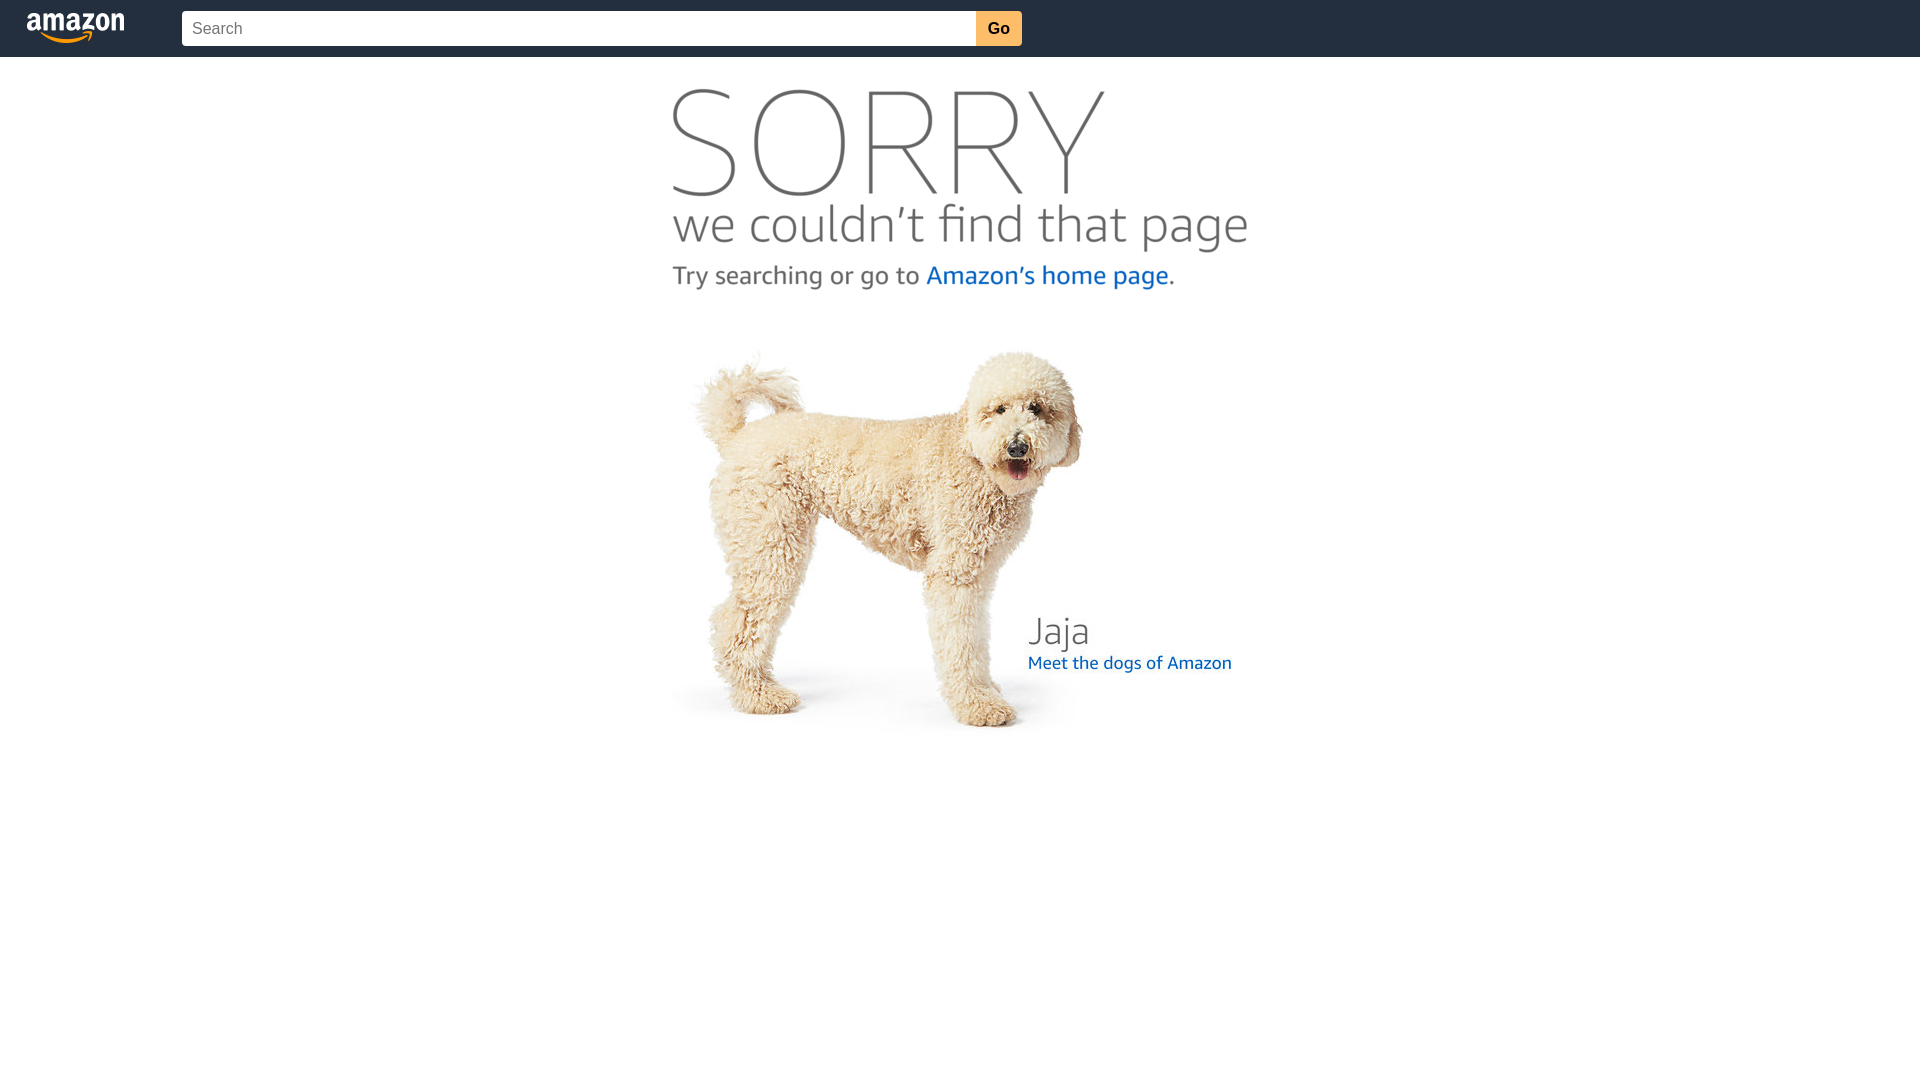 amazon
Search
Go
SORRY
we couldn't find that page
Try searching or go to Amazon's home page.
Jaja
Meet the dogs of Amazon